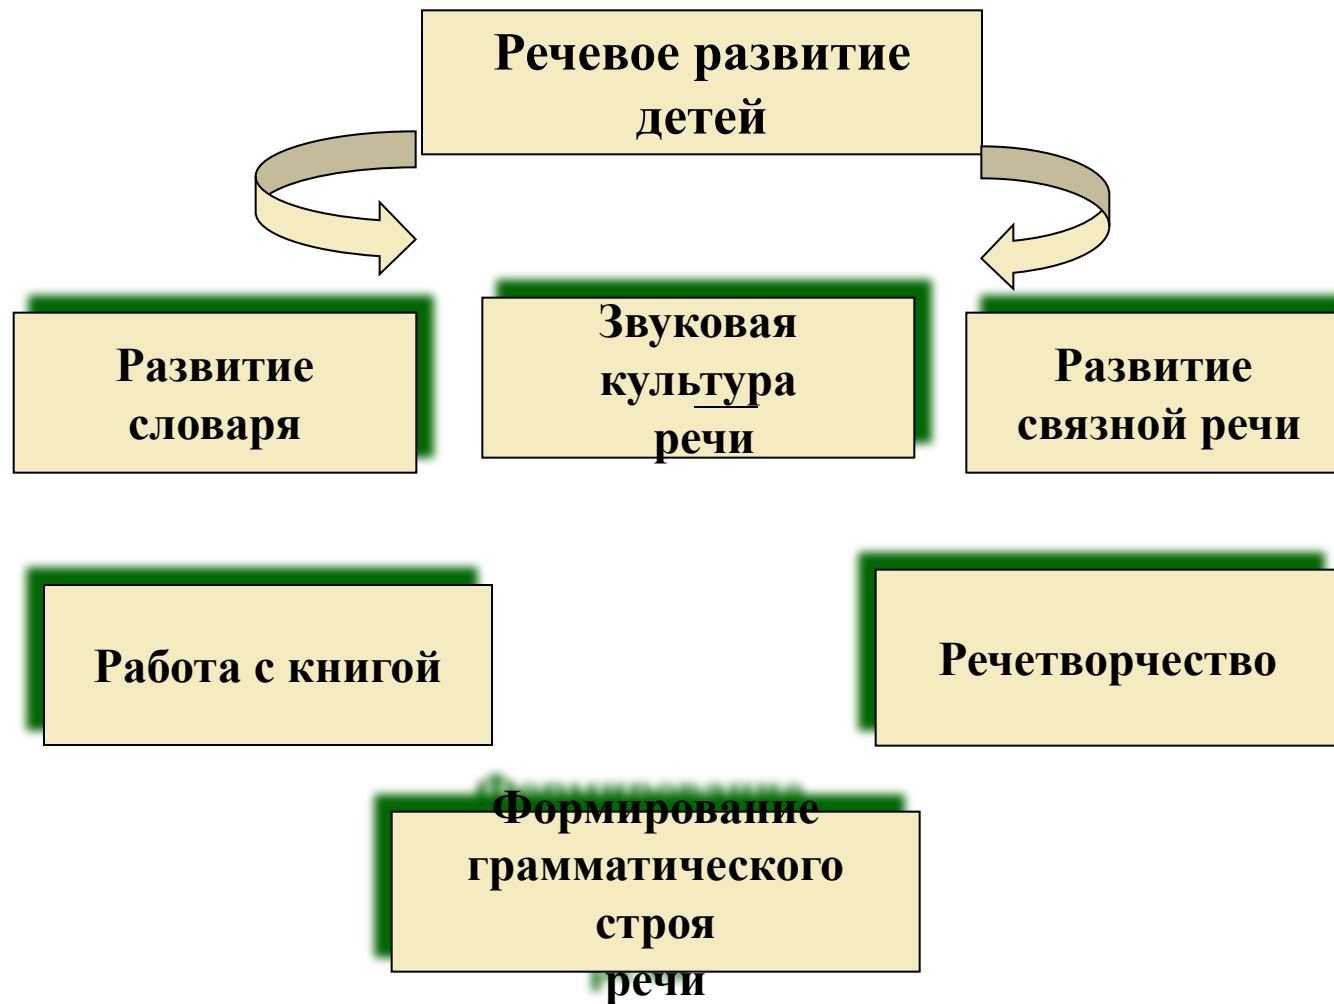 Речевое развитие
детей
Развитие
словаря
Звуковая
культура
речи
Развитие
связной речи
Работа с книгой
Речетворчество
Формирование
грамматического
строя
речи